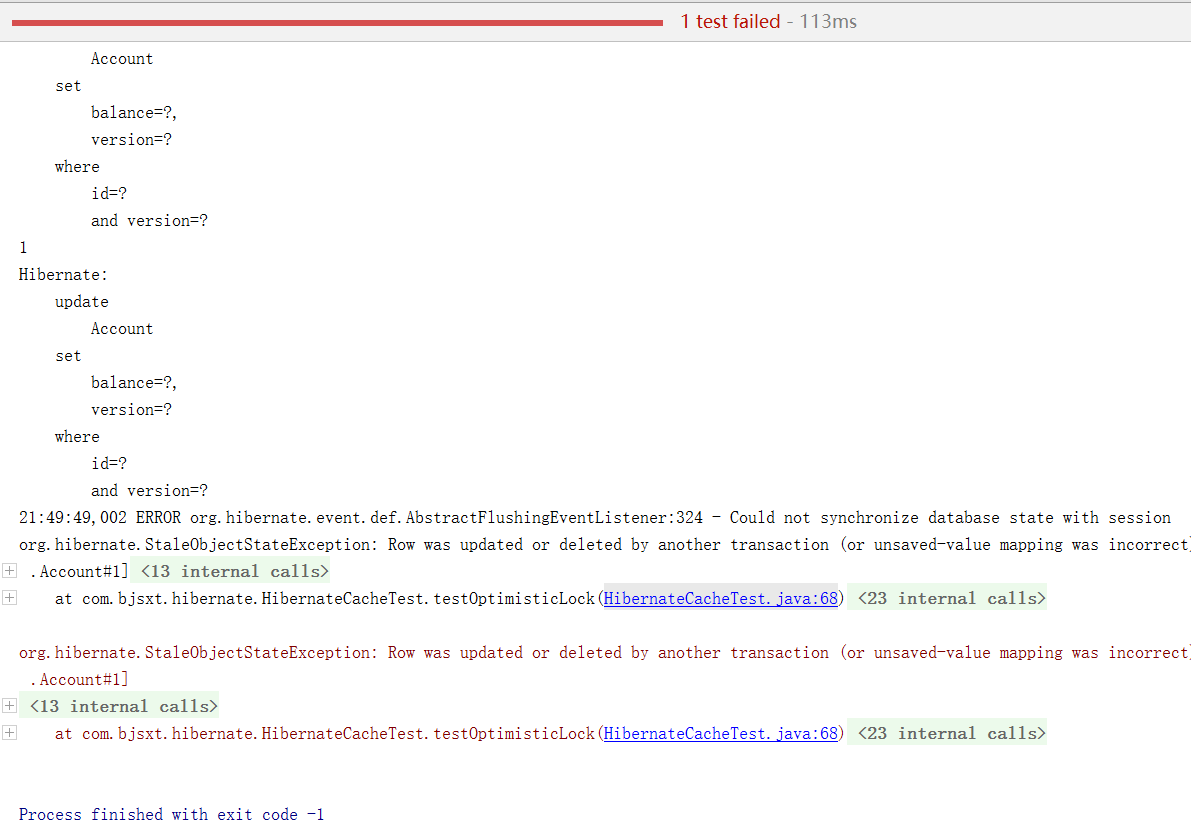 1 test failed - 113ms
Account
set
balance=?,
version=?
where
id=?
and version=?
1
Hibernate:
update
Account
set
balance=?,
version=?
where
id=?
and version=?
21:49:49,002 ERROR org.hibernate.event.def.AbstractFlushingEventListener:324 - Could not synchronize database state with session
org.hibernate.StaleObjectStateException: Row was updated or deleted by another transaction (or unsaved-value mapping was incorrect)
.Account#1] <13 internal calls>
at com.bjsxt.hibernate.HibernateCacheTest.testOptimisticLock(HibernateCacheTest.java:68) <23 internal calls>
org.hibernate.StaleObjectStateException: Row was updated or deleted by another transaction (or unsaved-value mapping was incorrect)
.Account#1]
<13 internal calls>
at com.bjsxt.hibernate.HibernateCacheTest.testOptimisticLock(HibernateCacheTest.java:68) <23 internal calls>
Process finished with exit code -1